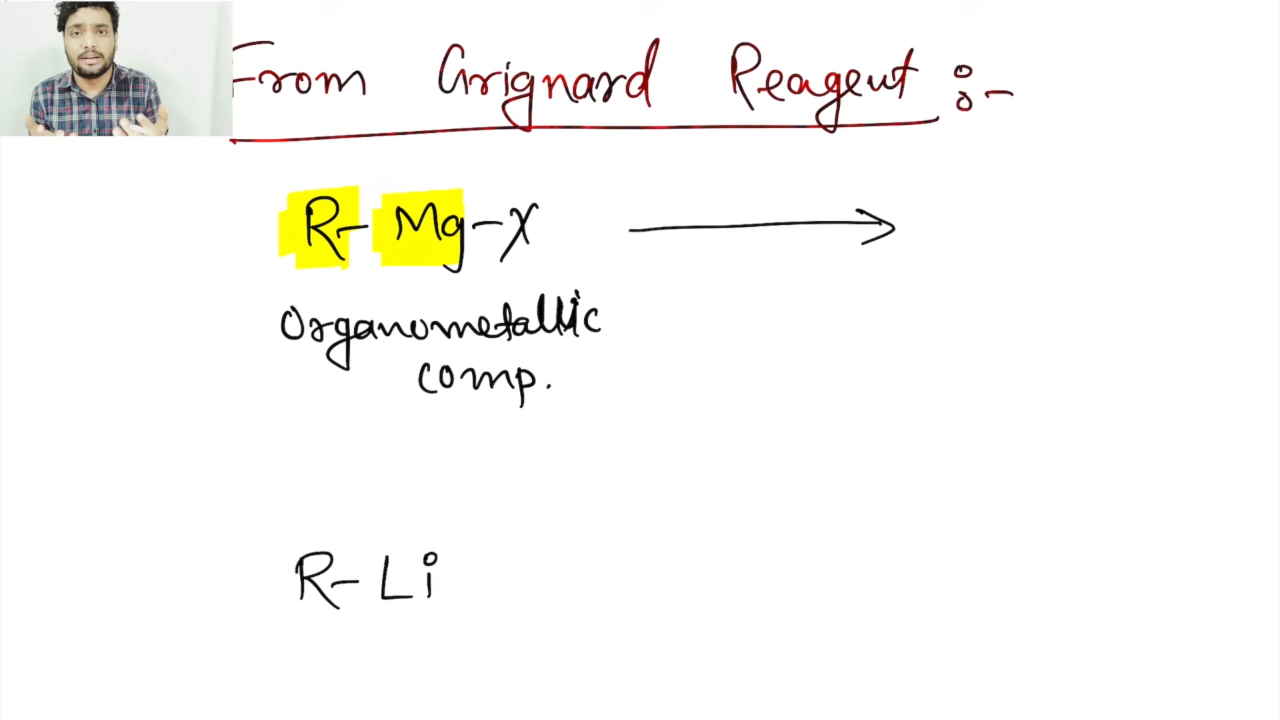 From Grignard Reagent :-
R-Mg-X
Organometallic
comp.
R-Li